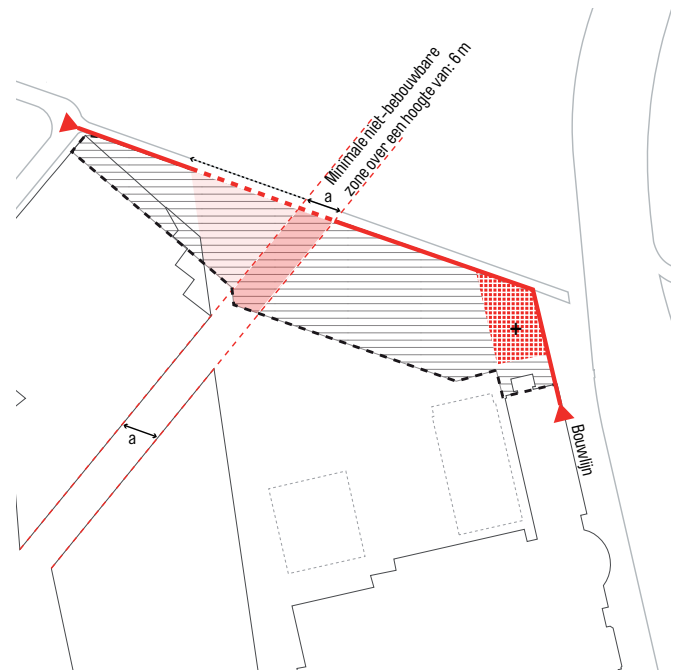 Minimale niet-bebouwbare
zone over een hoogte van: 6 m
a
a
Bouwlijn